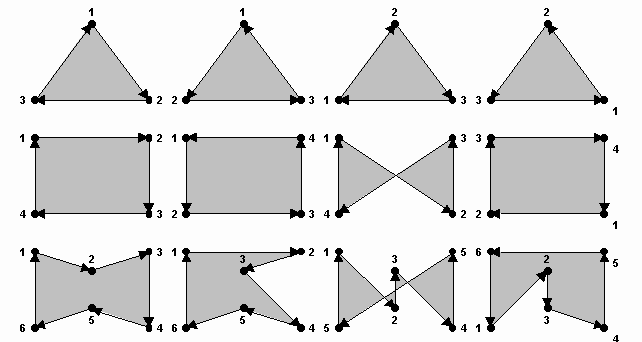 1 1 2 2
3 2 2 3 1 3 3 1
1 2 1 4 1 3 3 4
4 3 2 3 4 2 2 1
1 2 3 1 3 2 1 3 5 6 2 5
6 5 4 6 5 4 5 2 4 1 3 4